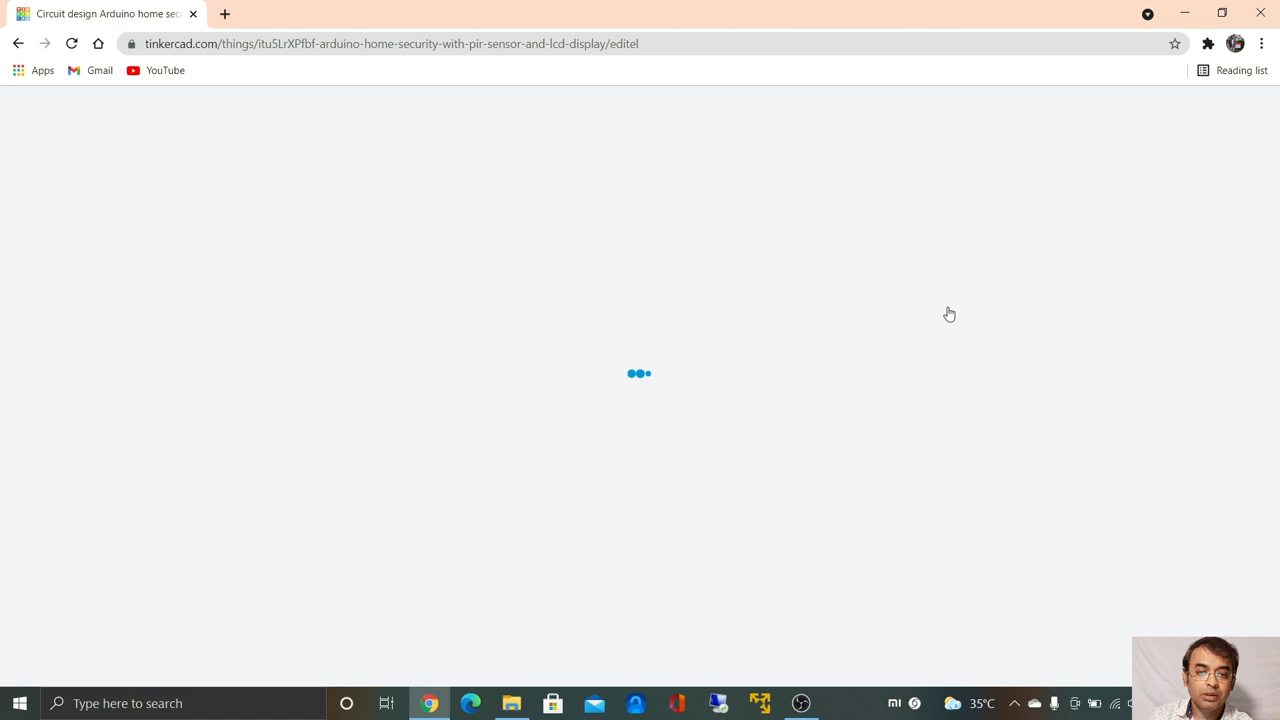 Circuit design Arduino home sec
tinkercad.com/things/itu5LrXPfbf-arduino-home-security-with-pir-sensor-and-lcd-display/editel
Apps
Gmail
YouTube
Reading list
Type here to search
mi
35°C